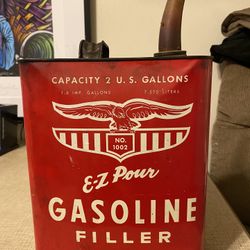 CAPACITY 2 U.S. GALLONS
1.6 IMP. GALLONS 7.570 LITERS
NO.
1002
E-Z Pour
GASOLINE
FILLER